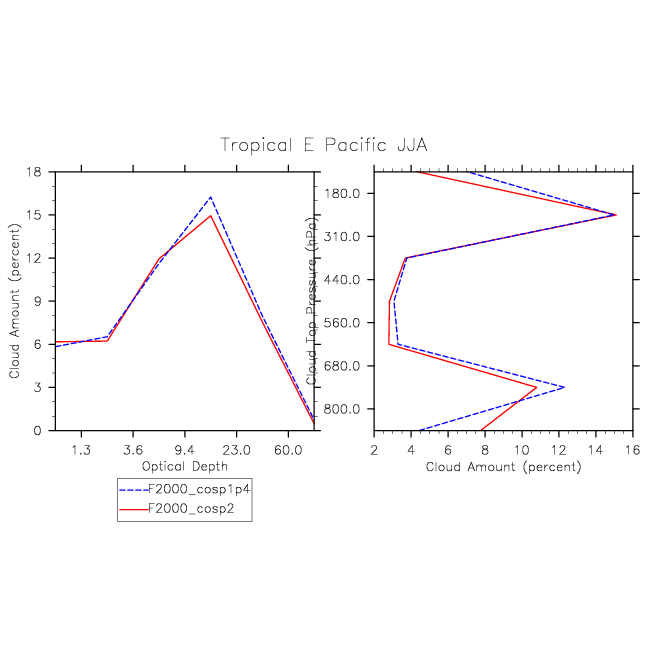 Tropical E Pacific JJA
18
15
12
9
6
3
0
Cloud Amount (percent)
1.3 3.6 9.4 23.0 60.0
Optical Depth
Cloud Top Pressure (hPa)
180.0
310.0
440.0
560.0
680.0
800.0
2 4 6 8 10 12 14 16
Cloud Amount (percent)
F2000_cosp1p4
F2000_cosp2